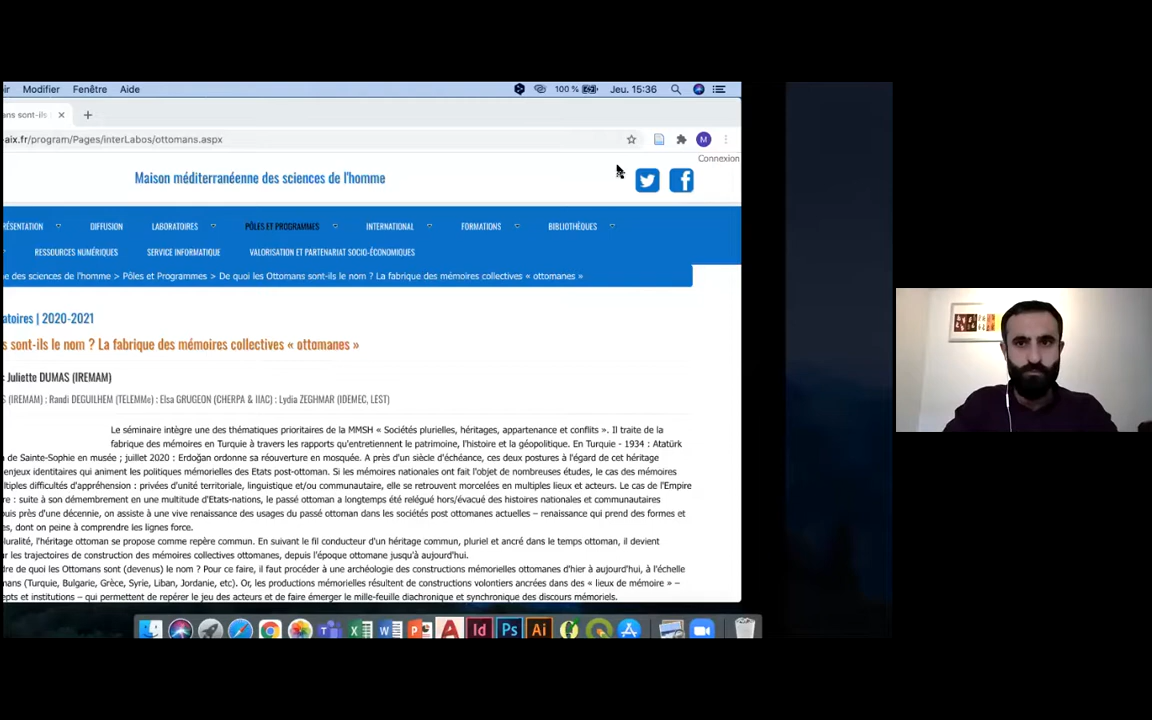 ir Modifier Fenêtre Aide 100 % Jeu. 15:36
ans sont-ils
-aix.fr/program/Pages/interLabos/ottomans.aspx M
Connexion
Maison méditerranéenne des sciences de l'homme
RÉSENTATION DIFFUSION LABORATOIRES PÔLES ET PROGRAMMES INTERNATIONAL FORMATIONS BIBLIOTHÈQUES
RESSOURCES NUMÉRIQUES SERVICE INFORMATIQUE VALORISATION ET PARTENARIAT SOCIO-ÉCONOMIQUES
ne des sciences de l'homme > Pôles et Programmes > De quoi les Ottomans sont-ils le nom ? La fabrique des mémoires collectives « ottomanes »
atoires | 2020-2021
s sont-ils le nom ? La fabrique des mémoires collectives « ottomanes »
: Juliette DUMAS (IREMAM)
S (IREMAM) ; Randi DEGUILHEM (TELEMMe) ; Elsa GRUGEON (CHERPA & IIAC) ; Lydia ZEGHMAR (IDEMEC, LEST)
Le séminaire intègre une des thématiques prioritaires de la MMSH « Sociétés plurielles, héritages, appartenance et conflits ». Il traite de la
fabrique des mémoires en Turquie à travers les rapports qu'entretiennent le patrimoine, l'histoire et la géopolitique. En Turquie - 1934 : Atatürk
de Sainte-Sophie en musée ; juillet 2020 : Erdoğan ordonne sa réouverture en mosquée. A près d'un siècle d'échéance, ces deux postures à l'égard de cet héritage
enjeux identitaires qui animent les politiques mémorielles des Etats post-ottoman. Si les mémoires nationales ont fait l'objet de nombreuses études, le cas des mémoires
ultiples difficultés d'appréhension : privées d'unité territoriale, linguistique et/ou communautaire, elle se retrouvent morcelées en multiples lieux et acteurs. Le cas de l'Empire
re : suite à son démembrement en une multitude d'Etats-nations, le passé ottoman a longtemps été relégué hors/évacué des histoires nationales et communautaires
uis près d'une décennie, on assiste à une vive renaissance des usages du passé ottoman dans les sociétés post ottomanes actuelles – renaissance qui prend des formes et
es, dont on peine à comprendre les lignes force.
luralité, l'héritage ottoman se propose comme repère commun. En suivant le fil conducteur d'un héritage commun, pluriel et ancré dans le temps ottoman, il devient
r les trajectoires de construction des mémoires collectives ottomanes, depuis l'époque ottomane jusqu'à aujourd'hui.
dre de quoi les Ottomans sont (devenus) le nom ? Pour ce faire, il faut procéder à une archéologie des constructions mémorielles ottomanes d'hier à aujourd'hui, à l'échelle
mans (Turquie, Bulgarie, Grèce, Syrie, Liban, Jordanie, etc). Or, les productions mémorielles résultent de constructions volontiers ancrées dans des « lieux de mémoire » –
epts et institutions – qui permettent de repérer le jeu des acteurs et de faire émerger le mille-feuille diachronique et synchronique des discours mémoriels.
Id Ps Ai